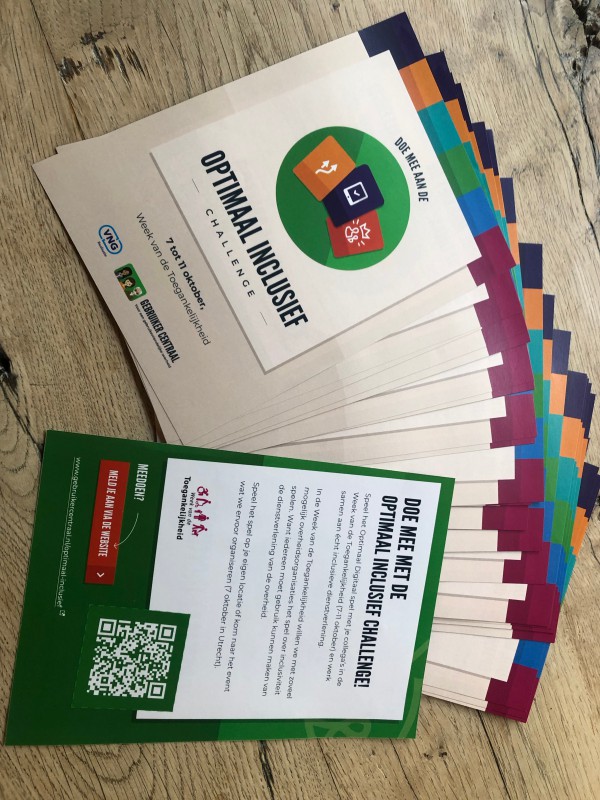 DOE MEE AAN DE
OPTIMAAL INCLUSIEF
CHALLENGE
7 tot 11 oktober,
Week van de Toegankelijkheid
VNG
GEBRUIKER CENTRAAL
DOE MEE MET DE
OPTIMAAL INCLUSIEF CHALLENGE!
Speel het Optimaal Digitaal spel met je collega's in de
Week van de Toegankelijkheid (7-11 oktober) en werk
samen aan écht inclusieve dienstverlening.
In de Week van de Toegankelijkheid willen we met zoveel
mogelijk overheidsorganisaties het spel over inclusiviteit
spelen. Want iedereen moet gebruik kunnen maken van
de dienstverlening van de overheid.
Speel het spel op je eigen locatie of kom naar het event
wat we ervoor organiseren (7 oktober in Utrecht).
Week van de
Toegankelijkheid
MEEDOEN?
MELD JE AAN VIA DE WEBSITE
www.gebruikercentraal.nl/optimaal-inclusief